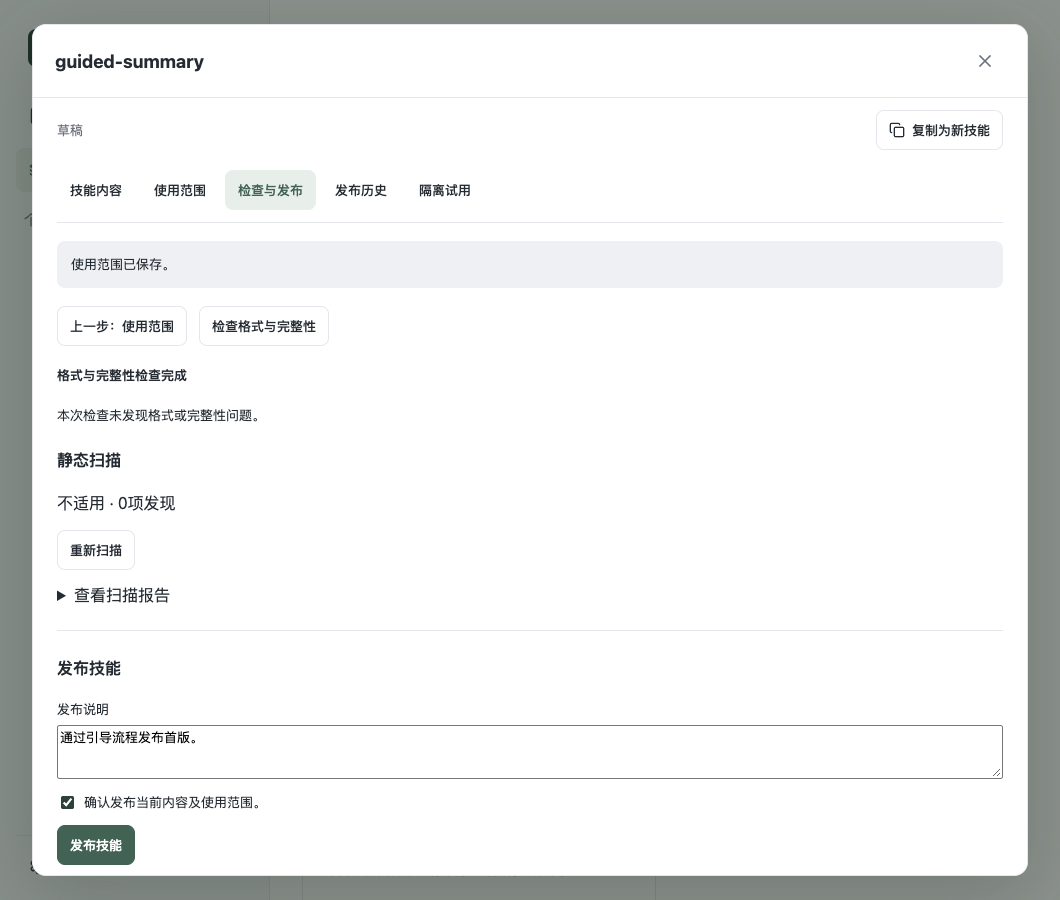 guided-summary
草稿
复制为新技能
技能内容
使用范围
检查与发布
发布历史
隔离试用
使用范围已保存。
上一步：使用范围
检查格式与完整性
格式与完整性检查完成
本次检查未发现格式或完整性问题。
静态扫描
不适用 · 0项发现
重新扫描
查看扫描报告
发布技能
发布说明
通过引导流程发布首版。
确认发布当前内容及使用范围。
发布技能